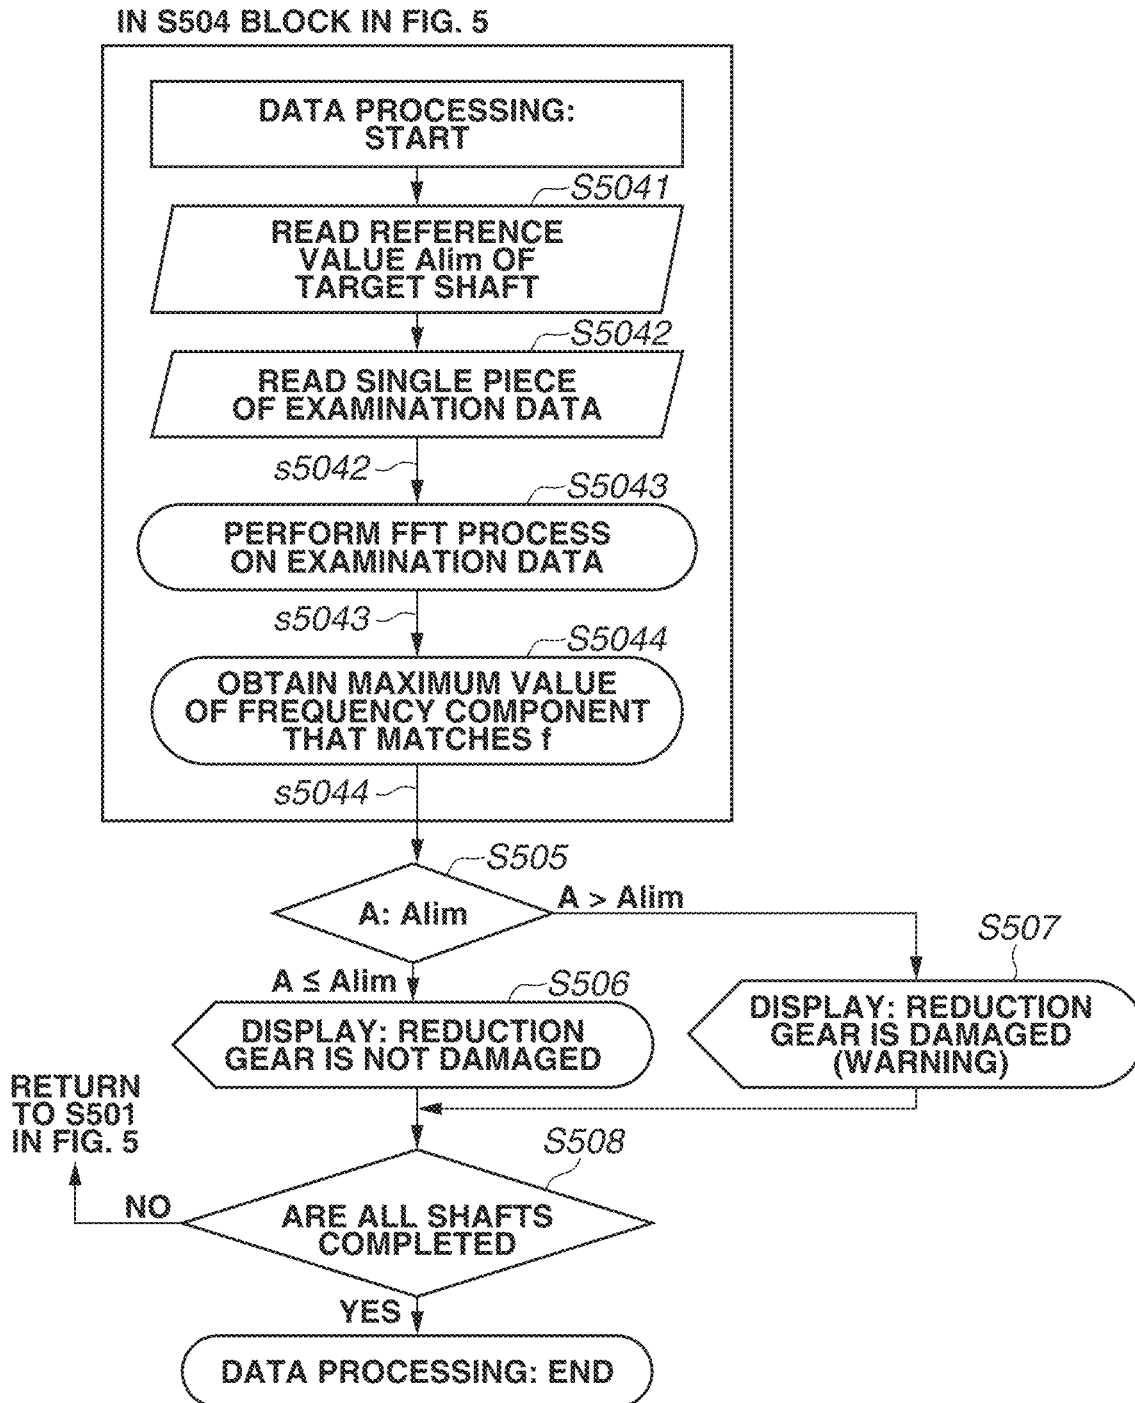 IN S504 BLOCK IN FIG. 5
DATA PROCESSING:
START
S5041
READ REFERENCE
VALUE Alim OF
TARGET SHAFT
S5042
READ SINGLE PIECE
OF EXAMINATION DATA
s5042
S5043
PERFORM FFT PROCESS
ON EXAMINATION DATA
s5043
S5044
OBTAIN MAXIMUM VALUE
OF FREQUENCY COMPONENT
THAT MATCHES f
s5044
S505
A: Alim
A > Alim
A ≤ Alim
S506
DISPLAY: REDUCTION
GEAR IS NOT DAMAGED
S507
DISPLAY: REDUCTION
GEAR IS DAMAGED
(WARNING)
RETURN
TO S501
IN FIG. 5
S508
NO
ARE ALL SHAFTS
COMPLETED
YES
DATA PROCESSING: END